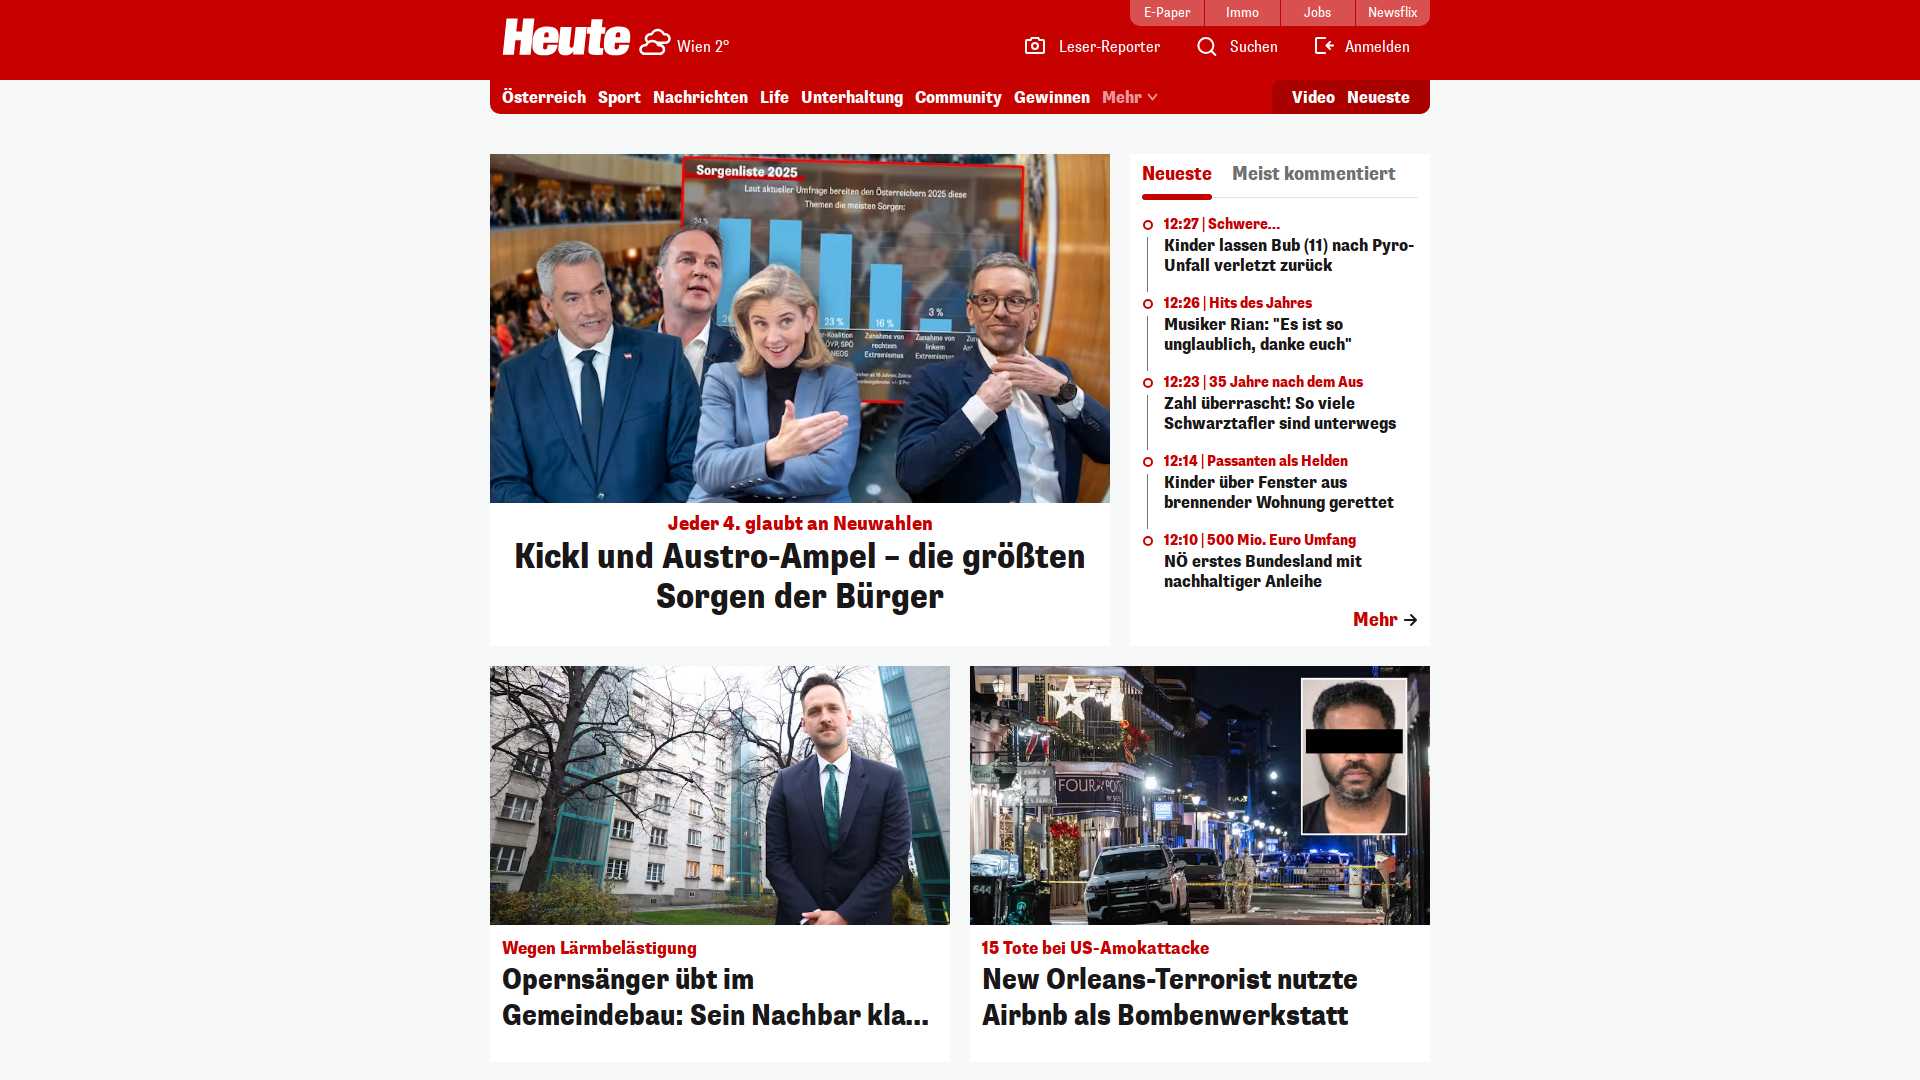 E-Paper
Immo
Jobs
Newsflix
Heute
Wien 2°
Leser-Reporter
Suchen
Anmelden
Österreich
Sport
Nachrichten
Life
Unterhaltung
Community
Gewinnen
Mehr
Video
Neueste
Sorgenliste 2025
Laut aktueller Umfrage bereiten den Österreichern 2025 diese
Themen die meisten Sorgen:
24 %
23 %
16 %
3 %
ÖVP, SPÖ
NEOS
Zunahme von
rechtem
Extremismus
Zunahme von
linkem
Extremismus
Jeder 4. glaubt an Neuwahlen
Kickl und Austro-Ampel – die größten
Sorgen der Bürger
Neueste
Meist kommentiert
12:27 | Schwere...
Kinder lassen Bub (11) nach Pyro-
Unfall verletzt zurück
12:26 | Hits des Jahres
Musiker Rian: "Es ist so
unglaublich, danke euch"
12:23 | 35 Jahre nach dem Aus
Zahl überrascht! So viele
Schwarztafler sind unterwegs
12:14 | Passanten als Helden
Kinder über Fenster aus
brennender Wohnung gerettet
12:10 | 500 Mio. Euro Umfang
NÖ erstes Bundesland mit
nachhaltiger Anleihe
Mehr
Wegen Lärmbelästigung
Opernsänger übt im
Gemeindebau: Sein Nachbar kla...
FOUR POINTS
544
15 Tote bei US-Amokattacke
New Orleans-Terrorist nutzte
Airbnb als Bombenwerkstatt